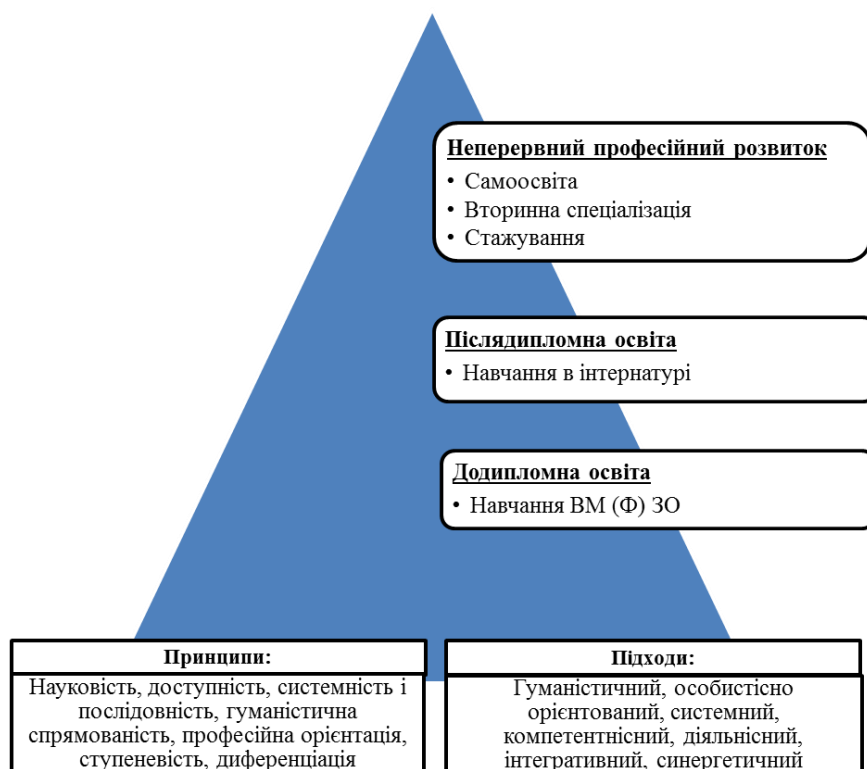 Неперервний професійний розвиток
• Самоосвіта
• Вторинна спеціалізація
• Стажування
Післядипломна освіта
• Навчання в інтернатурі
Додипломна освіта
• Навчання ВМ (Ф) ЗО
Принципи:
Науковість, доступність, системність і
послідовність, гуманістична
спрямованість, професійна орієнтація,
ступеневість, диференціація
Підходи:
Гуманістичний, особистісно
орієнтований, системний,
компетентнісний, діяльнісний,
інтегративний, синергетичний